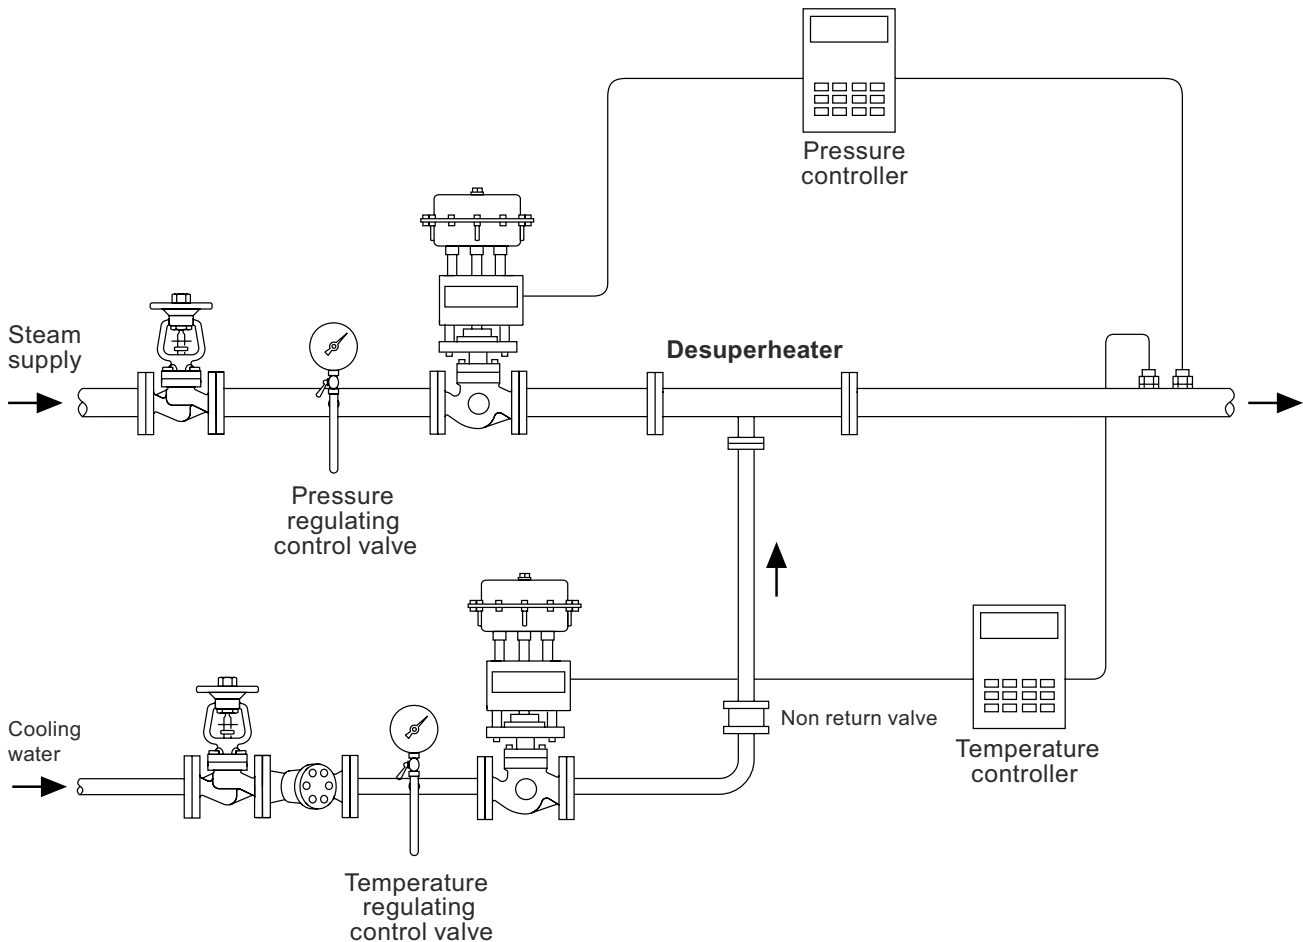 Pressure
controller
Steam
supply
Desuperheater
Pressure
regulating
control valve
Cooling
water
Non return valve
Temperature
controller
Temperature
regulating
control valve